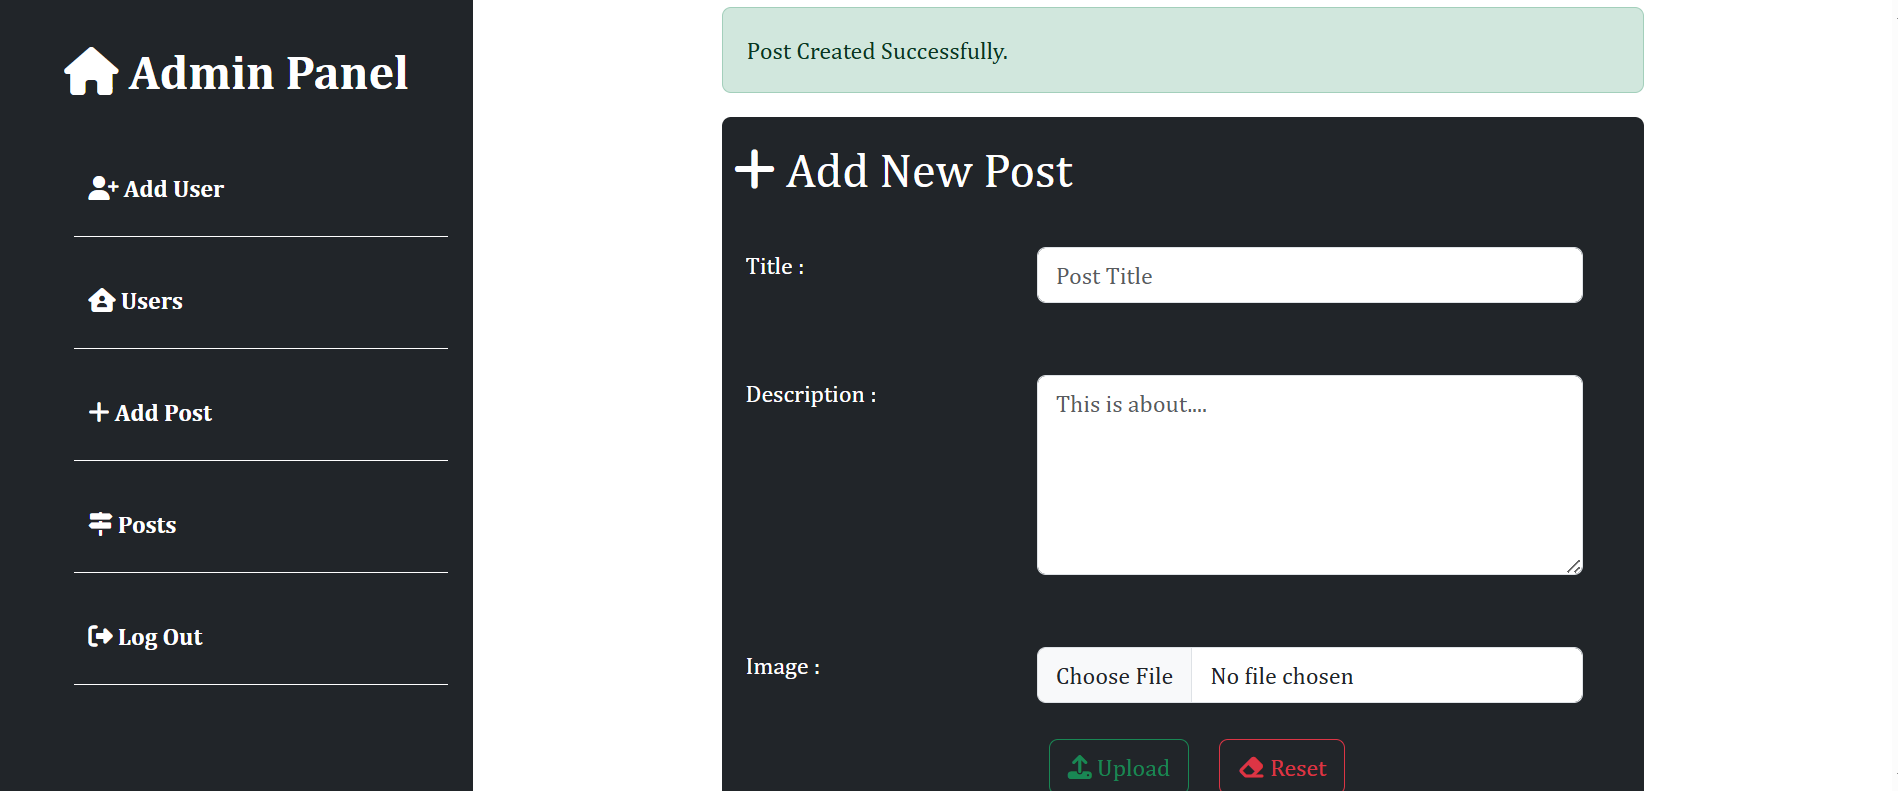 Admin Panel
Add User
Users
Add Post
Posts
Log Out
Post Created Successfully.
Add New Post
Title :
Post Title
Description :
This is about....
Image :
Choose File No file chosen
Upload Reset